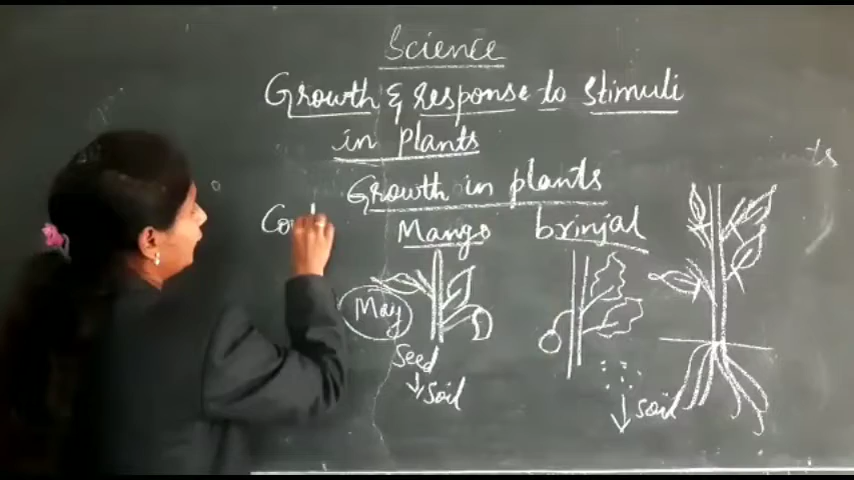 Science
Growth & response to Stimuli
in plants
Growth in plants
Mango brinjal
May
Seed
Soil
soil